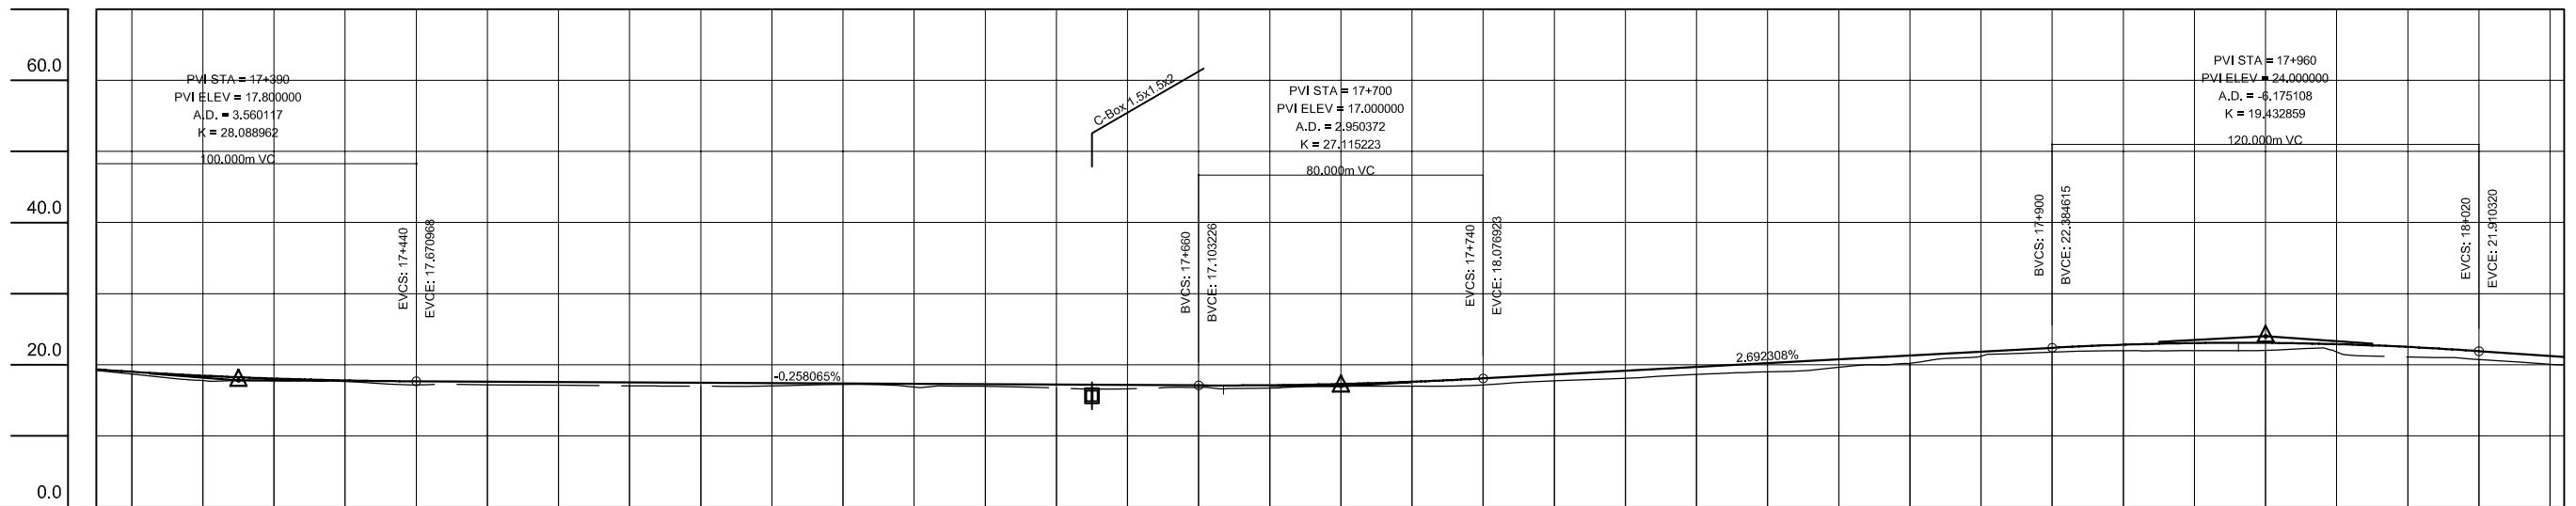 60.0
40.0
20.0
0.0
PVI STA = 17+390
PVI ELEV = 17.800000
A.D. = 3.560117
K = 28.088962
100.000m VC
EVCS: 17+440
EVCE: 17.670968
-0.258065%
C-Box 1.5x1.5x2
PVI STA = 17+700
PVI ELEV = 17.000000
A.D. = 2.950372
K = 27.115223
80.000m VC
BVCS: 17+660
BVCE: 17.103226
EVCS: 17+740
EVCE: 18.076923
2.692308%
PVI STA = 17+960
PVI ELEV = 24.000000
A.D. = -6.175108
K = 19.432859
120.000m VC
BVCS: 17+900
BVCE: 22.384615
EVCS: 18+020
EVCE: 21.910320